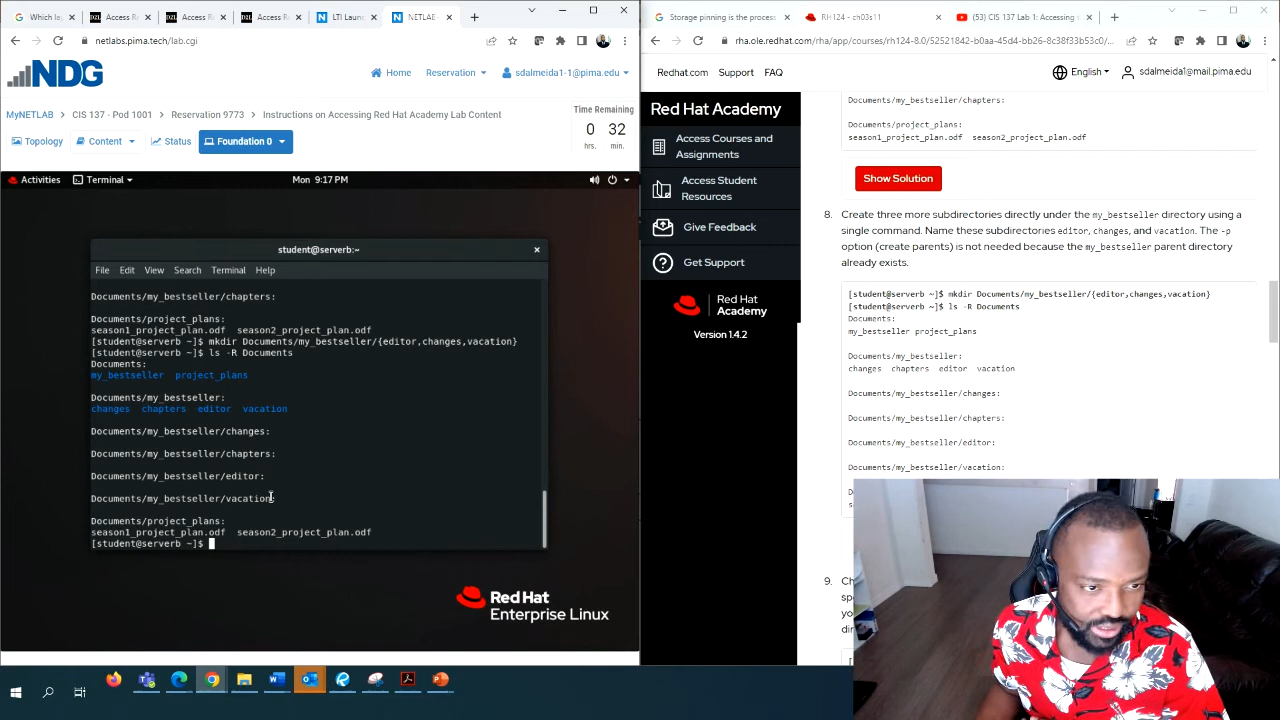 Which la
Access Re
Access R
Access R
LTI Laun
NETLAB+
netlabs.pima.tech/lab.cgi
NDG
Home
Reservation
sdalmeida1-1@pima.edu
MyNETLAB
CIS 137 - Pod 1001
Reservation 9773
Instructions on Accessing Red Hat Academy Lab Content
Time Remaining
0
32
hrs.
min.
Topology
Content
Status
Foundation 0
Activities
Terminal
Mon 9:17 PM
student@serverb:~
File Edit View Search Terminal Help
Documents/my_bestseller/chapters:
Documents/project_plans:
season1_project_plan.odf season2_project_plan.odf
[student@serverb ~]$ mkdir Documents/my_bestseller/{editor,changes,vacation}
[student@serverb ~]$ ls -R Documents
Documents:
my_bestseller project_plans
Documents/my_bestseller:
changes chapters editor vacation
Documents/my_bestseller/changes:
Documents/my_bestseller/chapters:
Documents/my_bestseller/editor:
Documents/my_bestseller/vacation:
Documents/project_plans:
season1_project_plan.odf season2_project_plan.odf
[student@serverb ~]$
Red Hat
Enterprise Linux
Storage pinning is the process
RH124 - ch03s11
(53) CIS 137 Lab 1: Accessing
rha.ole.redhat.com/rha/app/courses/rh124-8.0/52521842-b0aa-45d4-bb26-8c38f33b53c0/...
Redhat.com
Support
FAQ
English
sdalmeida1@mail.pima.edu
Red Hat Academy
Access Courses and
Assignments
Access Student
Resources
Give Feedback
Get Support
Red Hat
Academy
Version 1.4.2
Documents/my_bestseller/chapters:
Documents/project_plans:
season1_project_plan.odf season2_project_plan.odf
Show Solution
8. Create three more subdirectories directly under the my_bestseller directory using a
single command. Name these subdirectories editor, changes, and vacation. The -p
option (create parents) is not needed because the my_bestseller parent directory
already exists.
[student@serverb ~]$ mkdir Documents/my_bestseller/{editor,changes,vacation}
[student@serverb ~]$ ls -R Documents
Documents:
my_bestseller project_plans
Documents/my_bestseller:
changes chapters editor vacation
Documents/my_bestseller/changes:
Documents/my_bestseller/chapters:
Documents/my_bestseller/editor:
Documents/my_bestseller/vacation:
9.